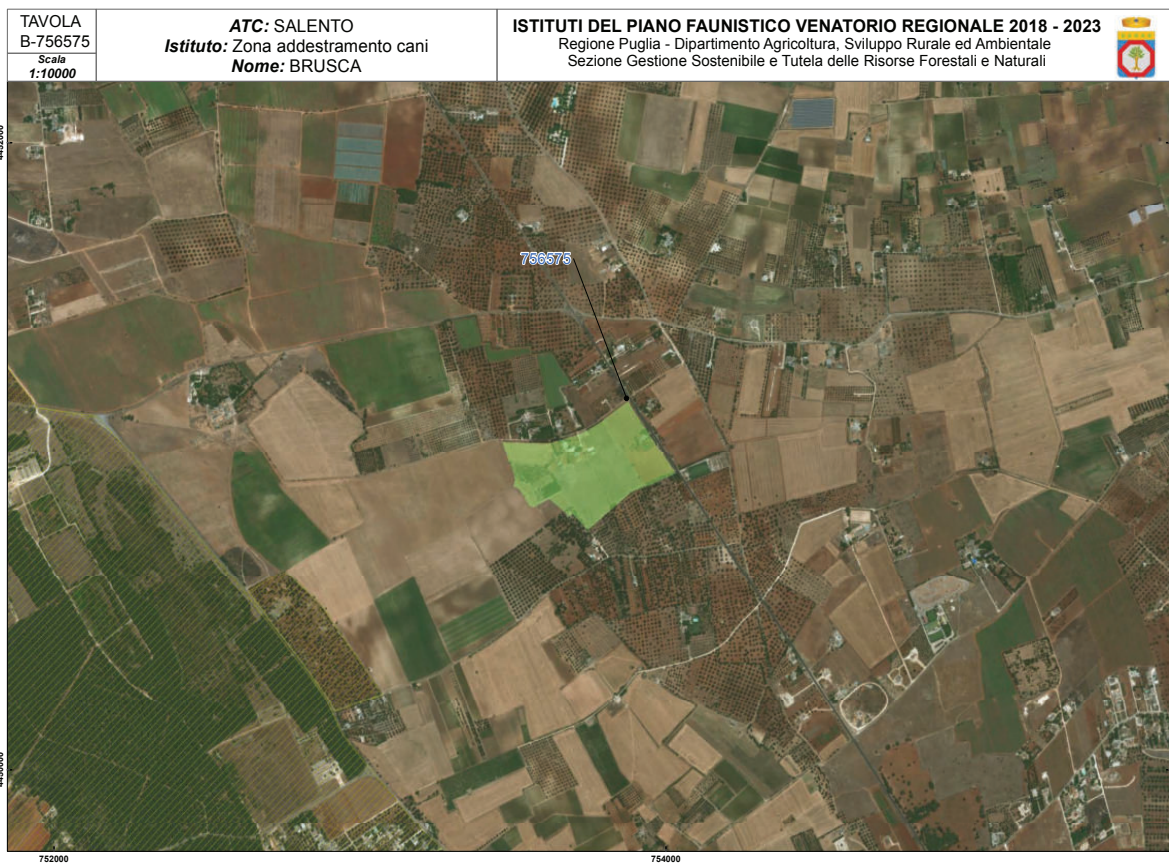 TAVOLA
B-756575
Scala
1:10000
ATC: SALENTO
Istituto: Zona addestramento cani
Nome: BRUSCA
ISTITUTI DEL PIANO FAUNISTICO VENATORIO REGIONALE 2018 - 2023
Regione Puglia - Dipartimento Agricoltura, Sviluppo Rurale ed Ambientale
Sezione Gestione Sostenibile e Tutela delle Risorse Forestali e Naturali
756575
752000
754000